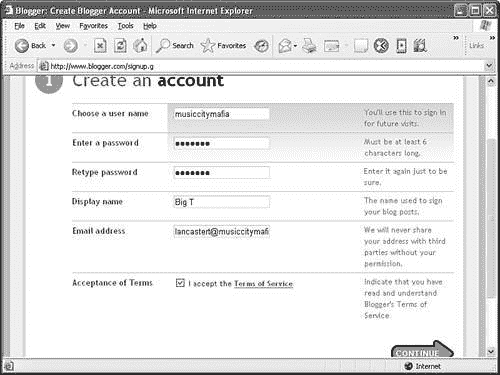 Blogger: Create Blogger Account - Microsoft Internet Explorer
File Edit View Favorites Tools Help
Back Search Favorites Links
Address http://www.blogger.com/signup.g
1 Create an account
Choose a user name musiccitymafia You'll use this to sign in
for future visits.
Enter a password ••••••• Must be at least 6
characters long.
Retype password ••••••• Enter it again just to
be sure.
Display name Big T The name used to sign
your blog posts.
Email address lancastert@musiccitymafi We will never share
your address with third
parties without your
permission.
Acceptance of Terms I accept the Terms of Service Indicate that you have
read and understand
Blogger's Terms of
Service
CONTINUE
Internet